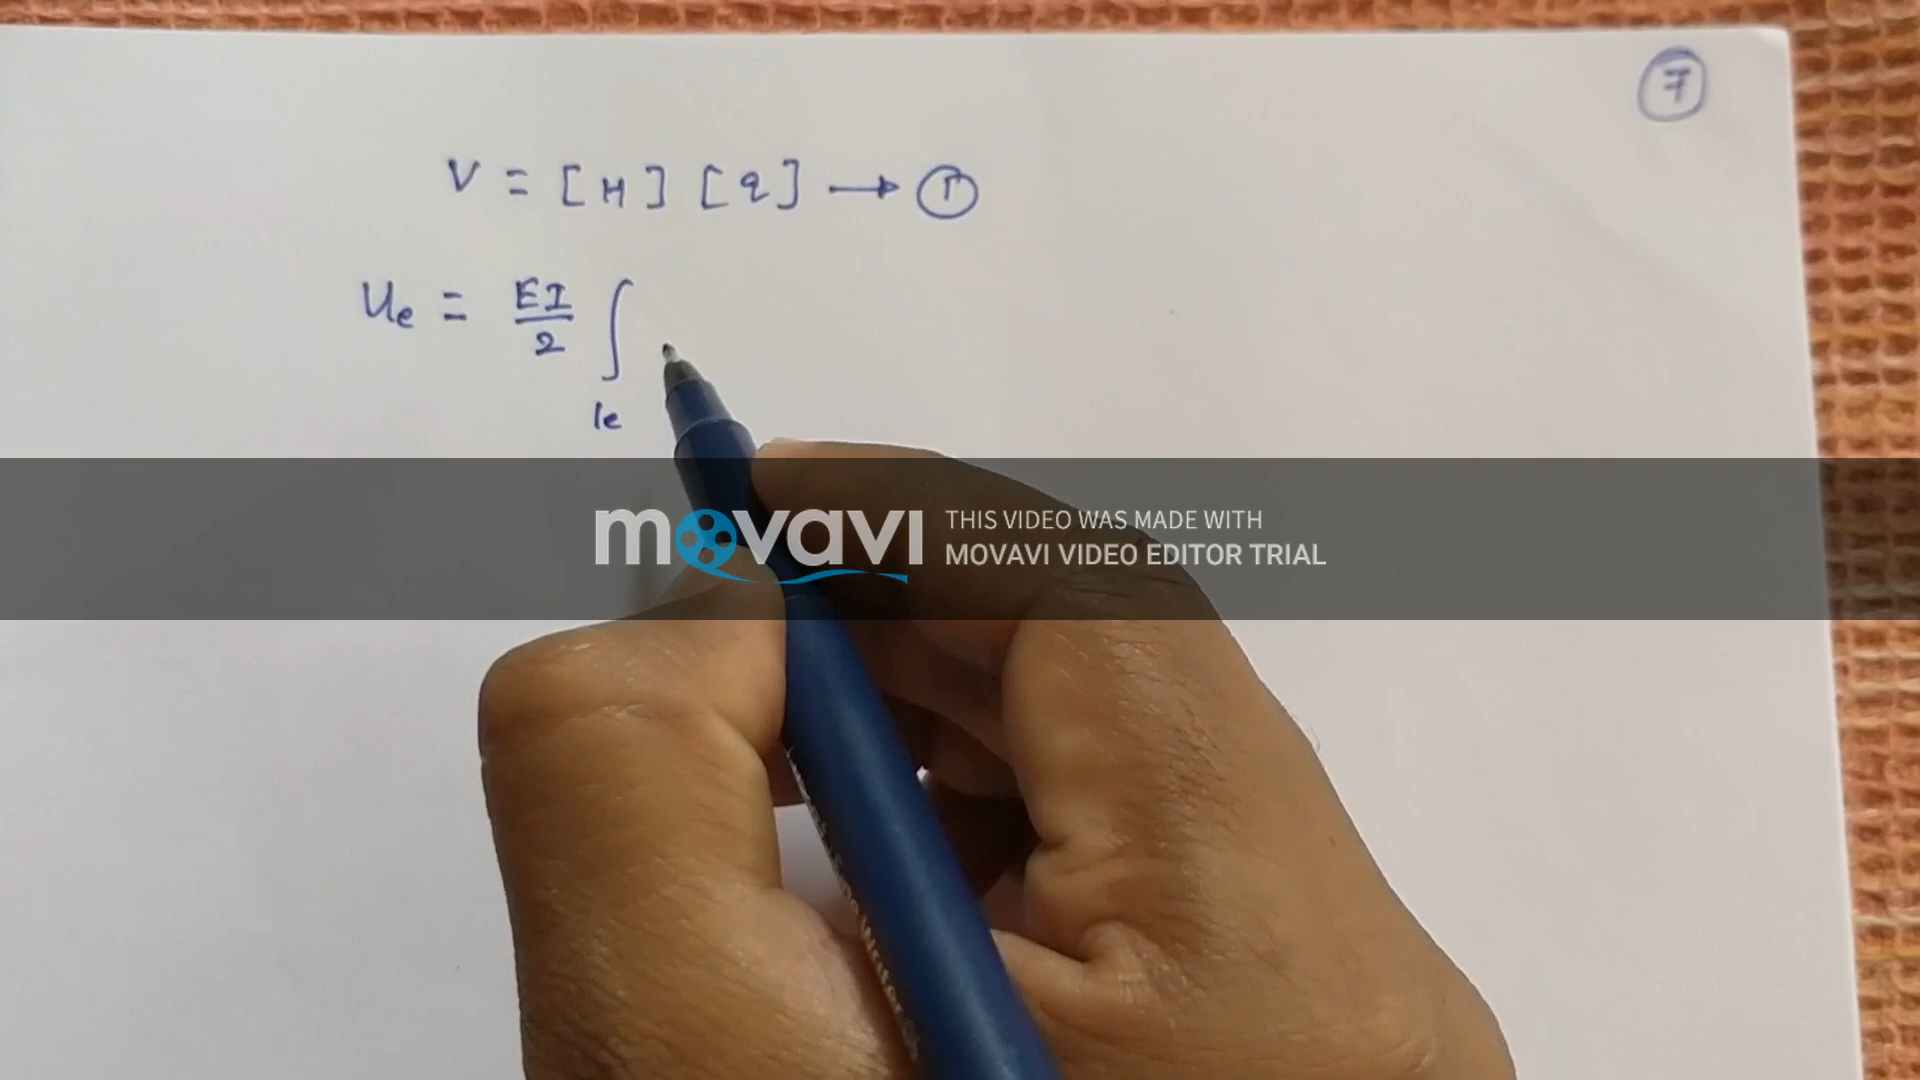 7
V = [H] [q] → ①
Ue = EI/2 ∫le
movavi
THIS VIDEO WAS MADE WITH
MOVAVI VIDEO EDITOR TRIAL